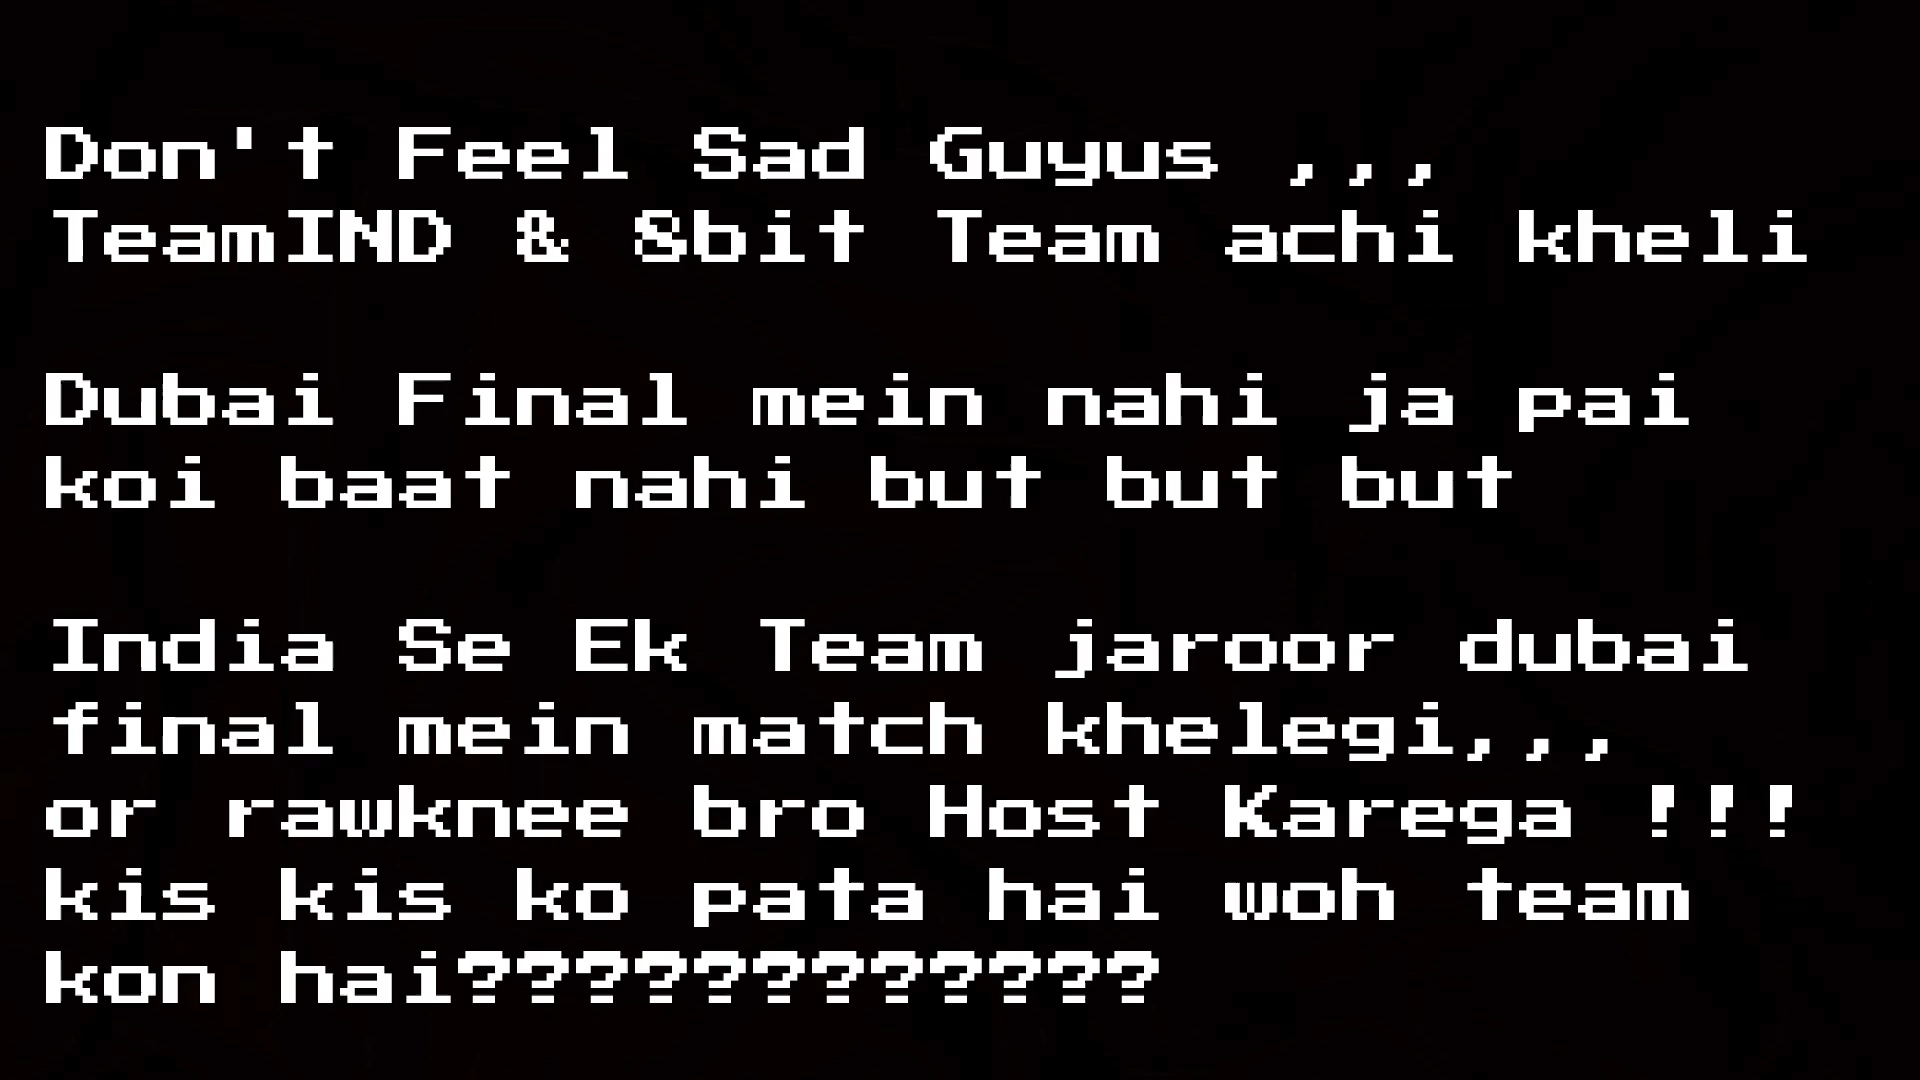 Don't Feel Sad Guyus ,,,
TeamIND & 8bit Team achi kheli
Dubai Final mein nahi ja pai
koi baat nahi but but but
India Se Ek Team jaroor dubai
final mein match khelegi,,,
or rawknee bro Host Karega !!!
kis kis ko pata hai woh team
kon hai????????????